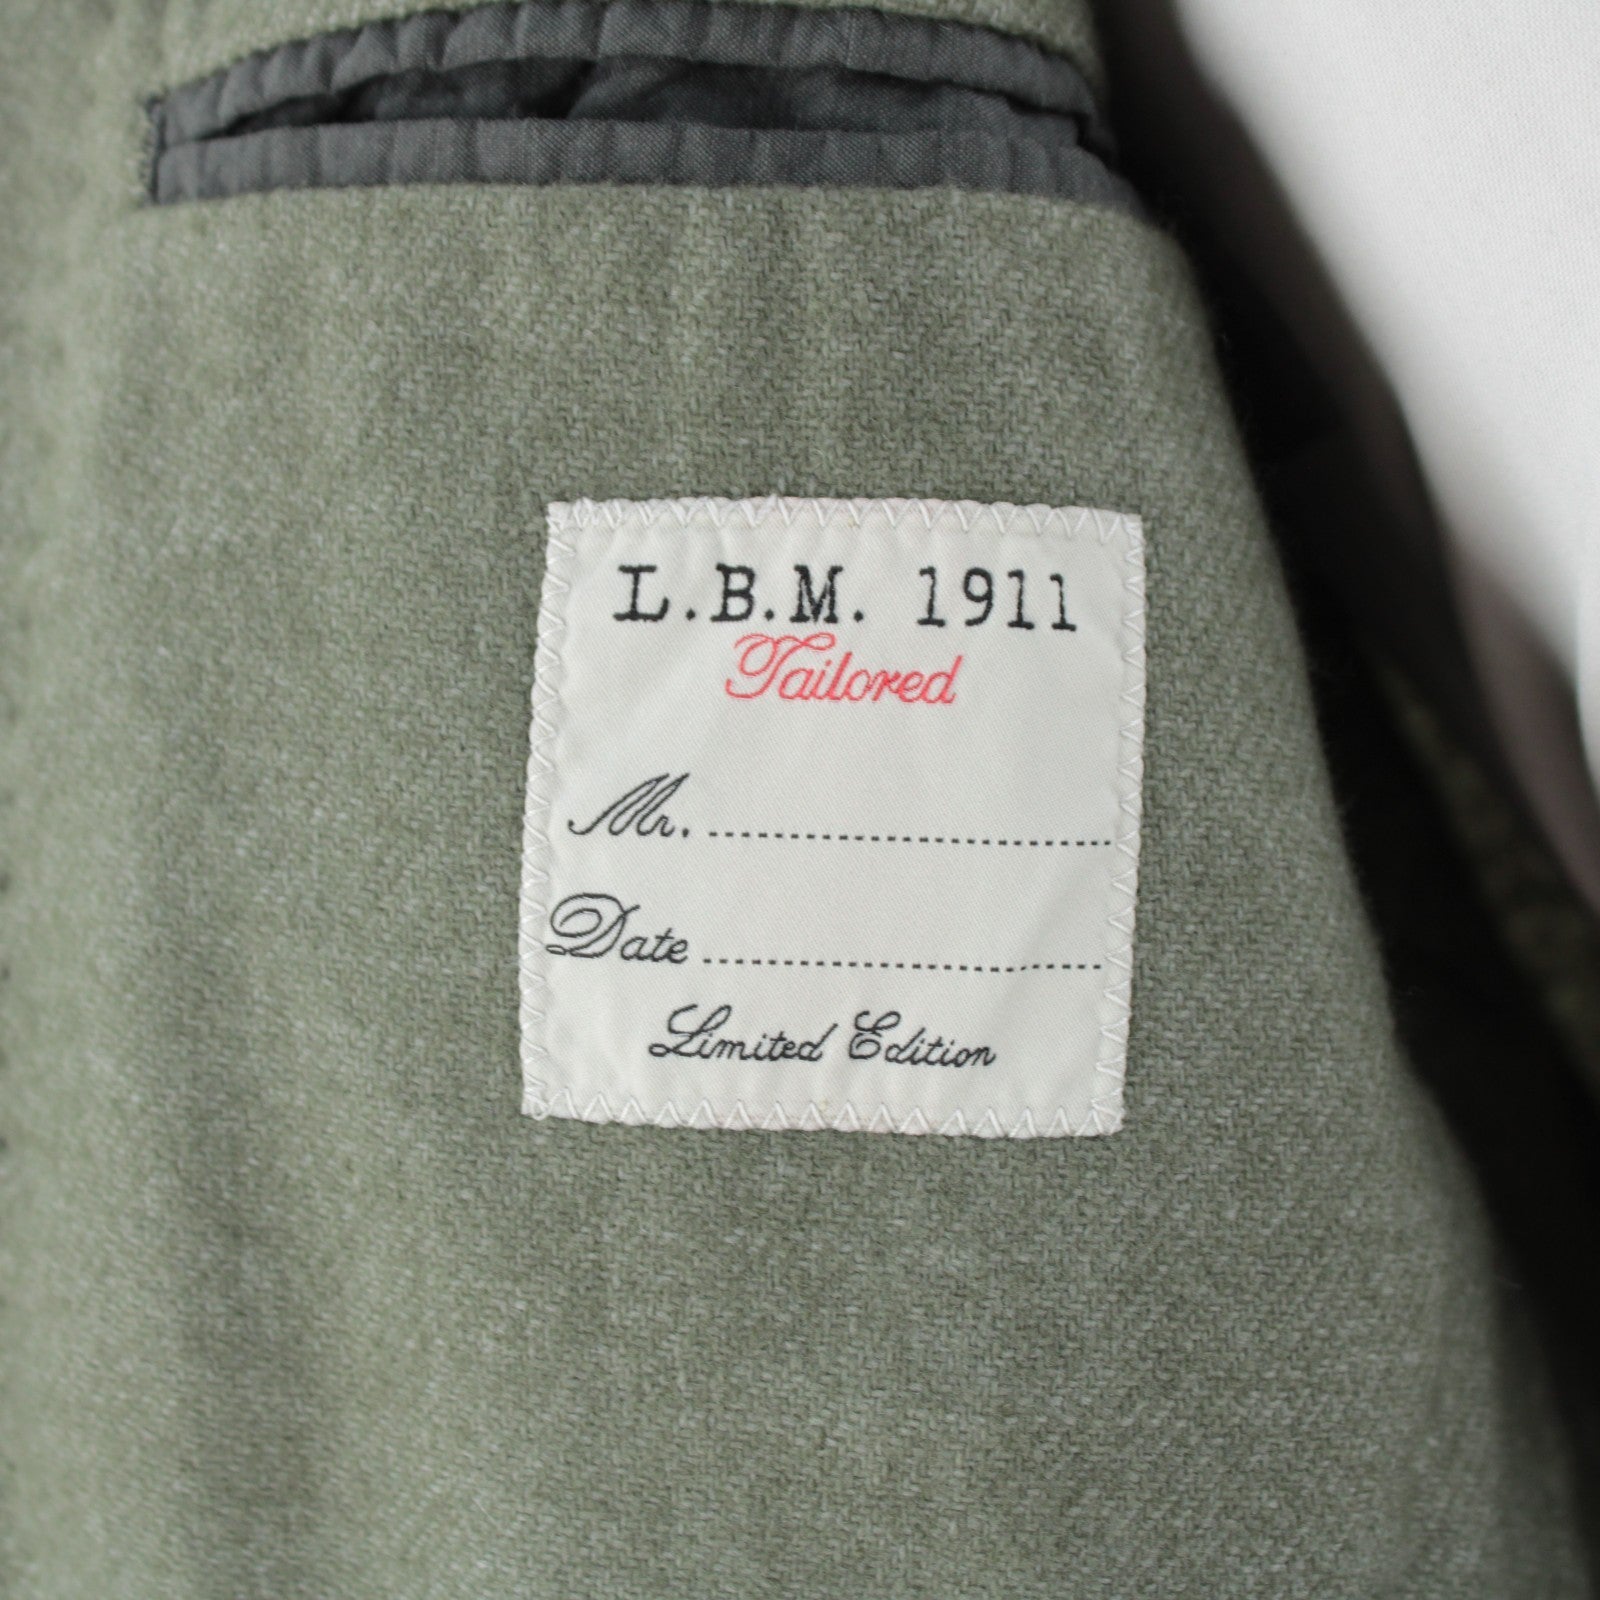 L.B.M. 1911
Tailored
Mr. ........................................
Date ........................................
Limited Edition